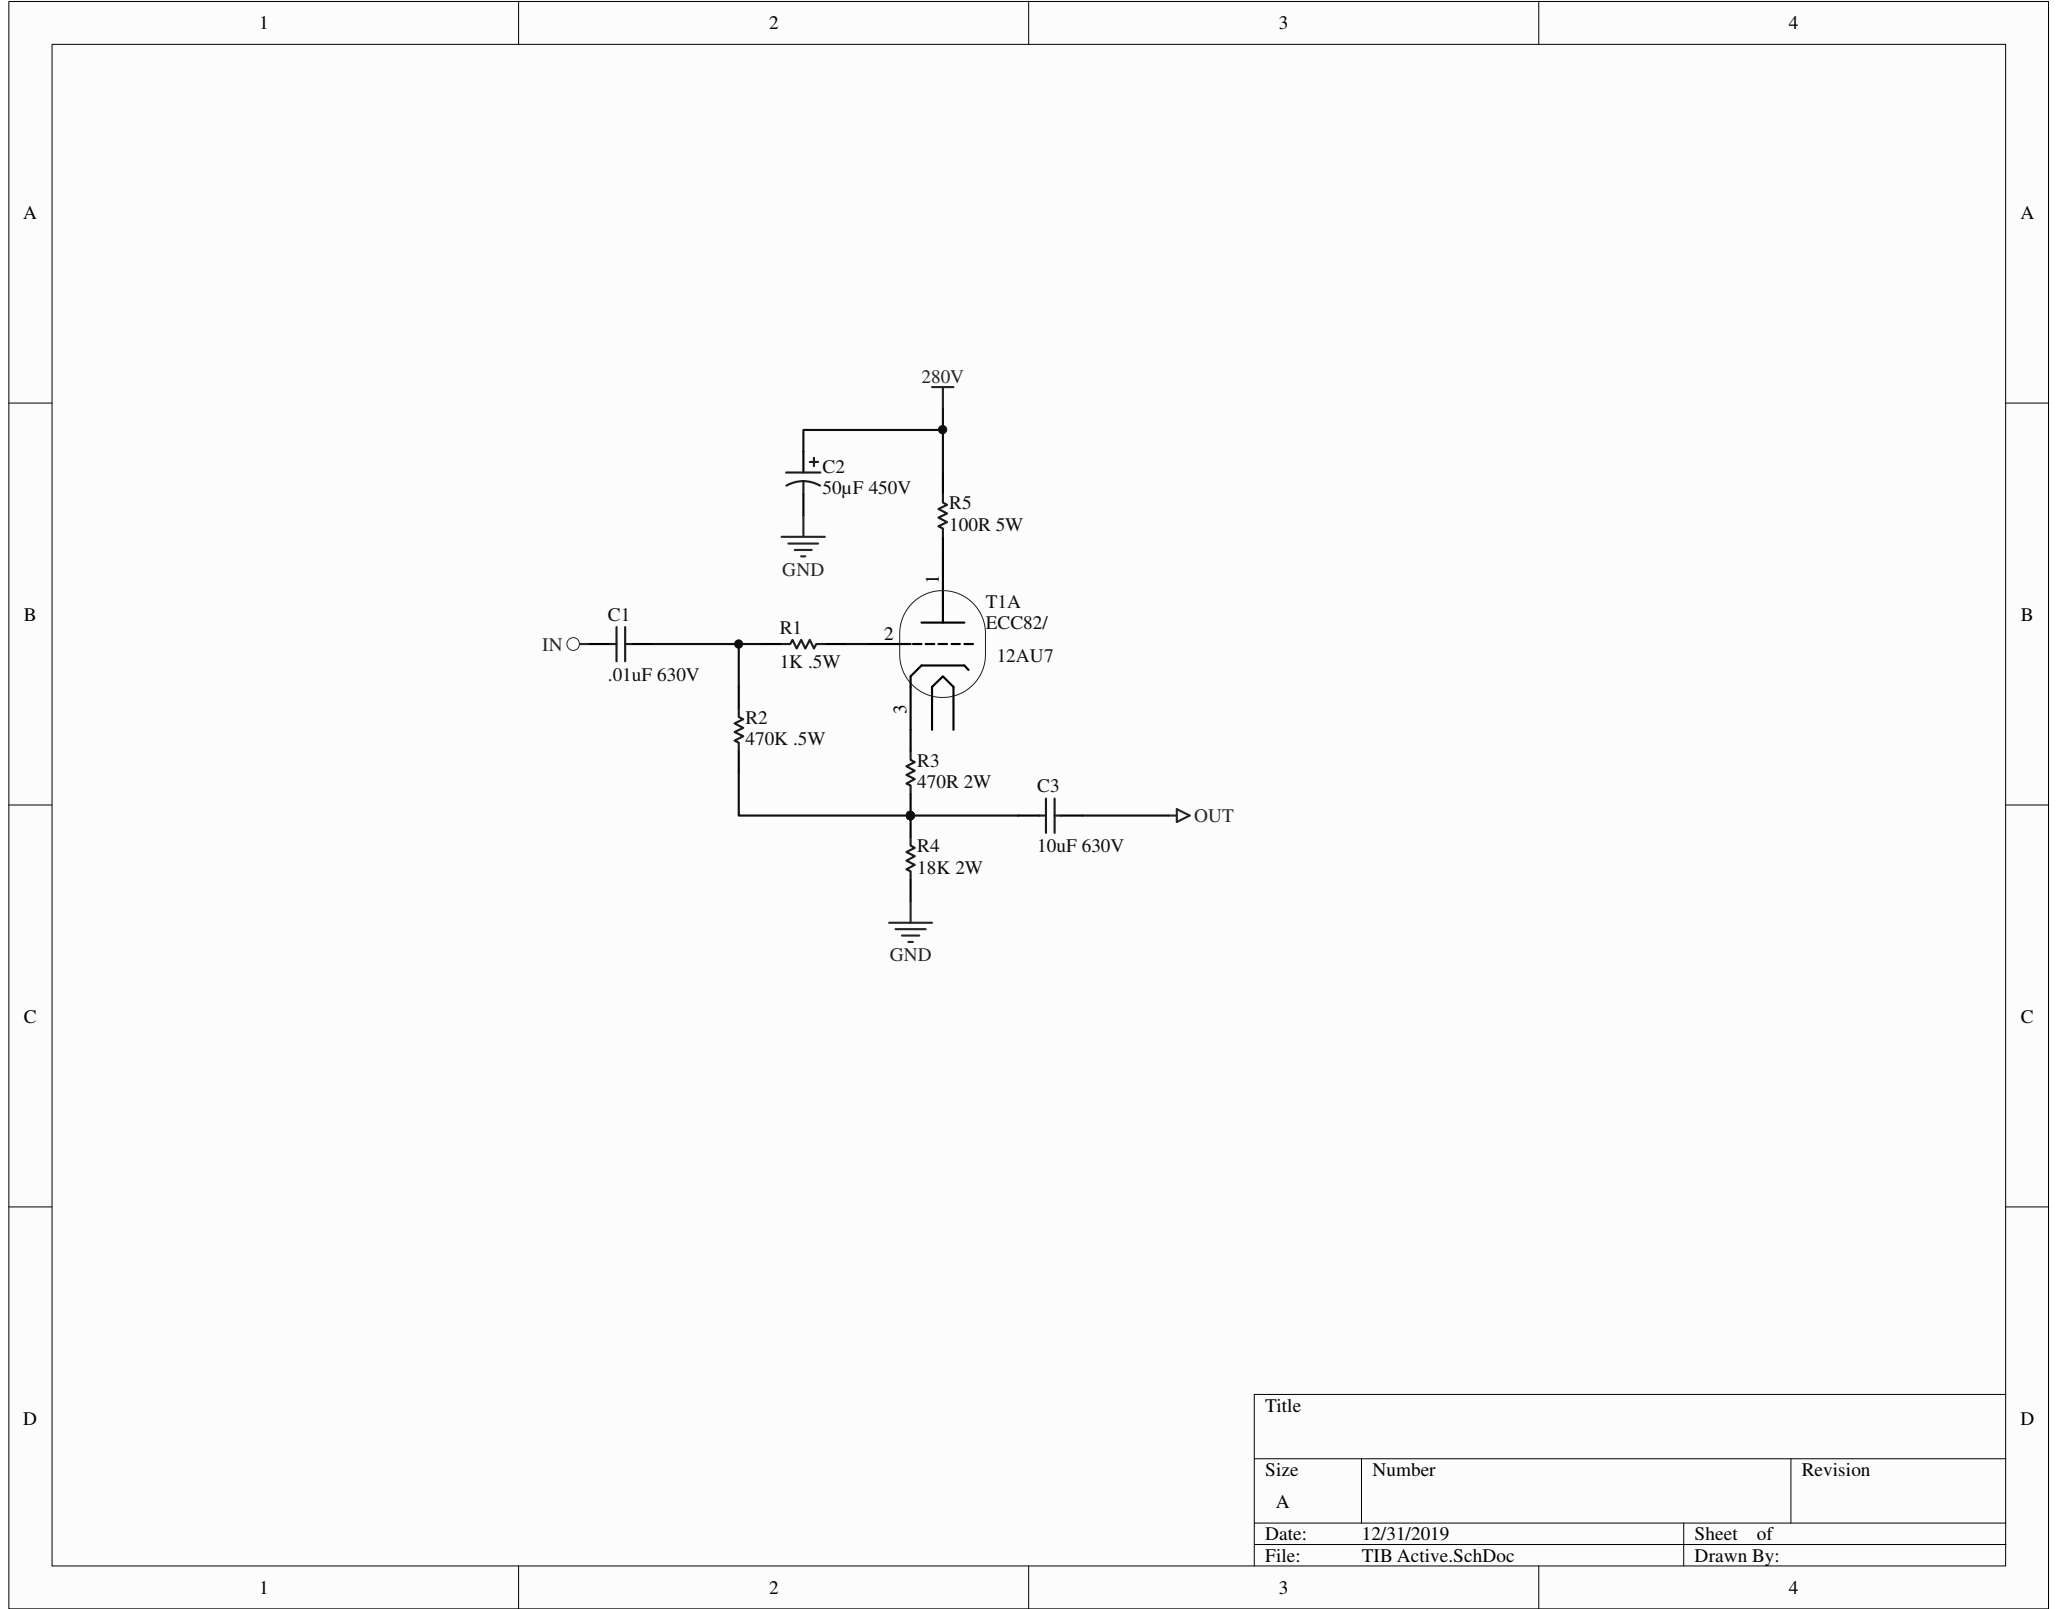 1 2 3 4
A A
280V
C2
50µF 450V
R5
100R 5W
GND
1
T1A
ECC82/
12AU7
B B
C1
IN
.01uF 630V
R1
1K .5W
2
3
R2
470K .5W
R3
470R 2W
C3
10uF 630V
OUT
R4
18K 2W
GND
C C
D D
Title
Size Number Revision
A
Date: 12/31/2019 Sheet of
File: TIB Active.SchDoc Drawn By:
1 2 3 4